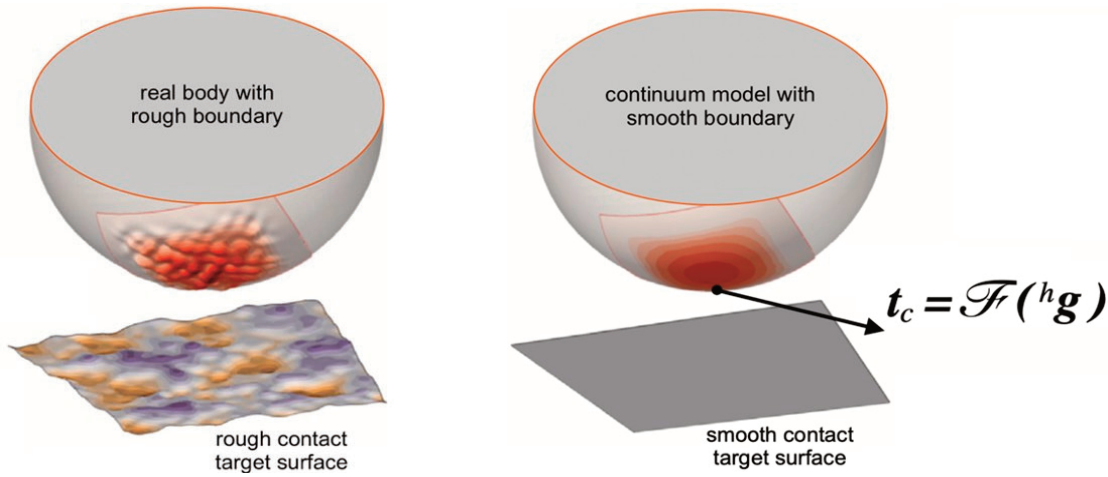 real body with
rough boundary
continuum model with
smooth boundary
t_c = ℱ(ʰg)
rough contact
target surface
smooth contact
target surface